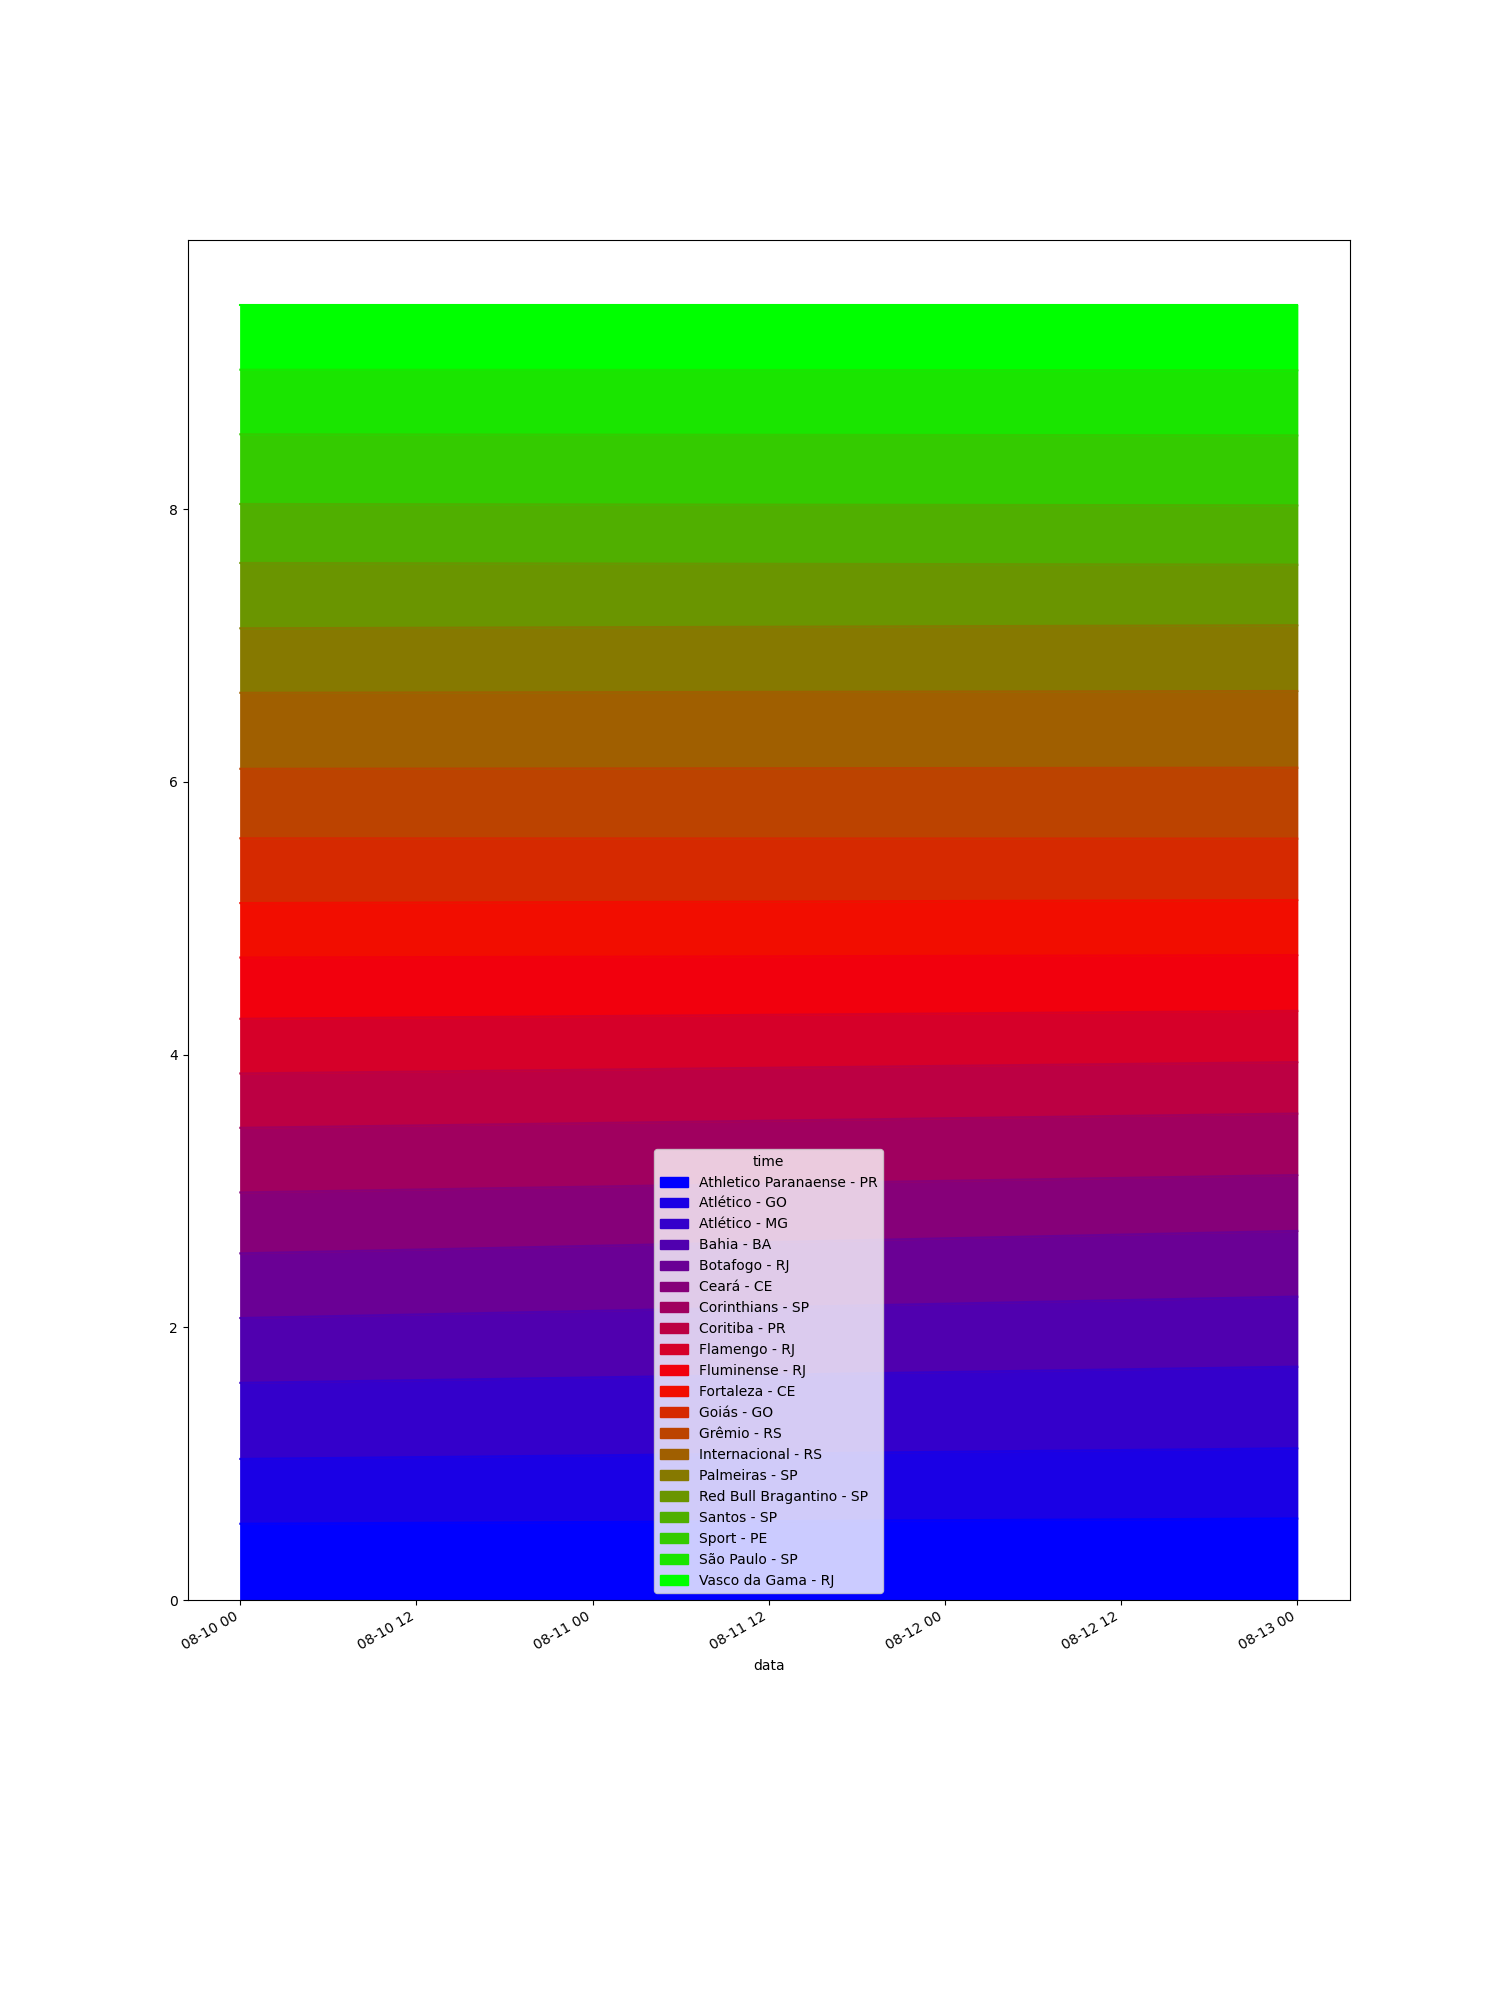 8
6
4
2
0
time
Athletico Paranaense - PR
Atlético - GO
Atlético - MG
Bahia - BA
Botafogo - RJ
Ceará - CE
Corinthians - SP
Coritiba - PR
Flamengo - RJ
Fluminense - RJ
Fortaleza - CE
Goiás - GO
Grêmio - RS
Internacional - RS
Palmeiras - SP
Red Bull Bragantino - SP
Santos - SP
Sport - PE
São Paulo - SP
Vasco da Gama - RJ
08-10 00
08-10 12
08-11 00
08-11 12
08-12 00
08-12 12
08-13 00
data